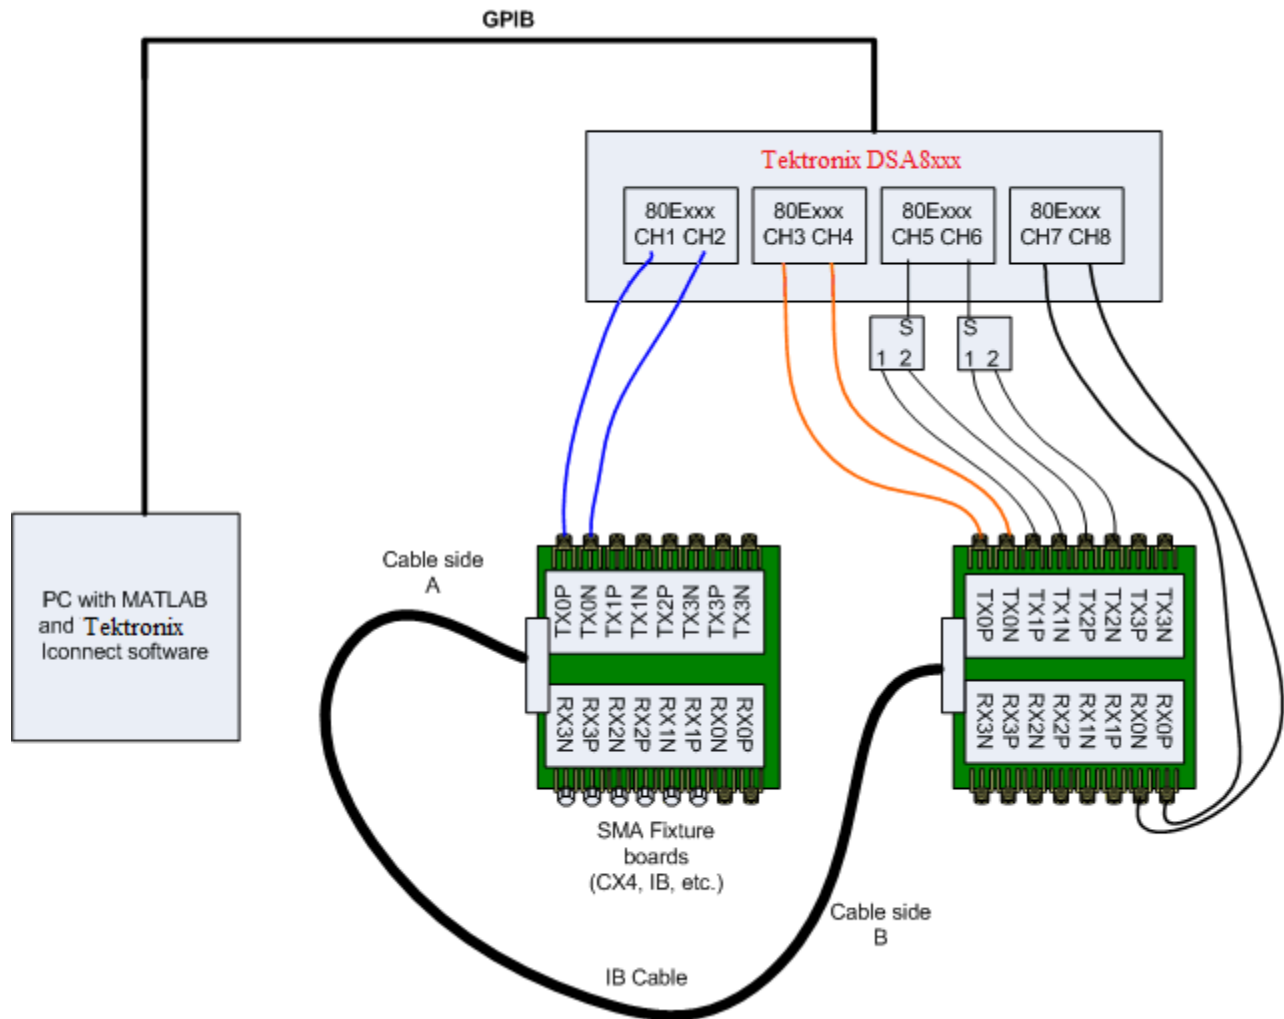 GPIB
Tektronix DSA8xxx
80Exxx
CH1 CH2
80Exxx
CH3 CH4
80Exxx
CH5 CH6
80Exxx
CH7 CH8
S
1 2
S
1 2
PC with MATLAB
and Tektronix
Iconnect software
Cable side
A
TX0P
TX0N
TX1P
TX1N
TX2P
TX3N
TX3P
TX3N
RX3N
RX3P
RX2N
RX2P
RX1N
RX1P
RX0N
RX0P
TX0P
TX0N
TX1P
TX1N
TX2P
TX2N
TX3P
TX3N
RX3N
RX3P
RX2N
RX2P
RX1N
RX1P
RX0N
RX0P
SMA Fixture
boards
(CX4, IB, etc.)
Cable side
B
IB Cable